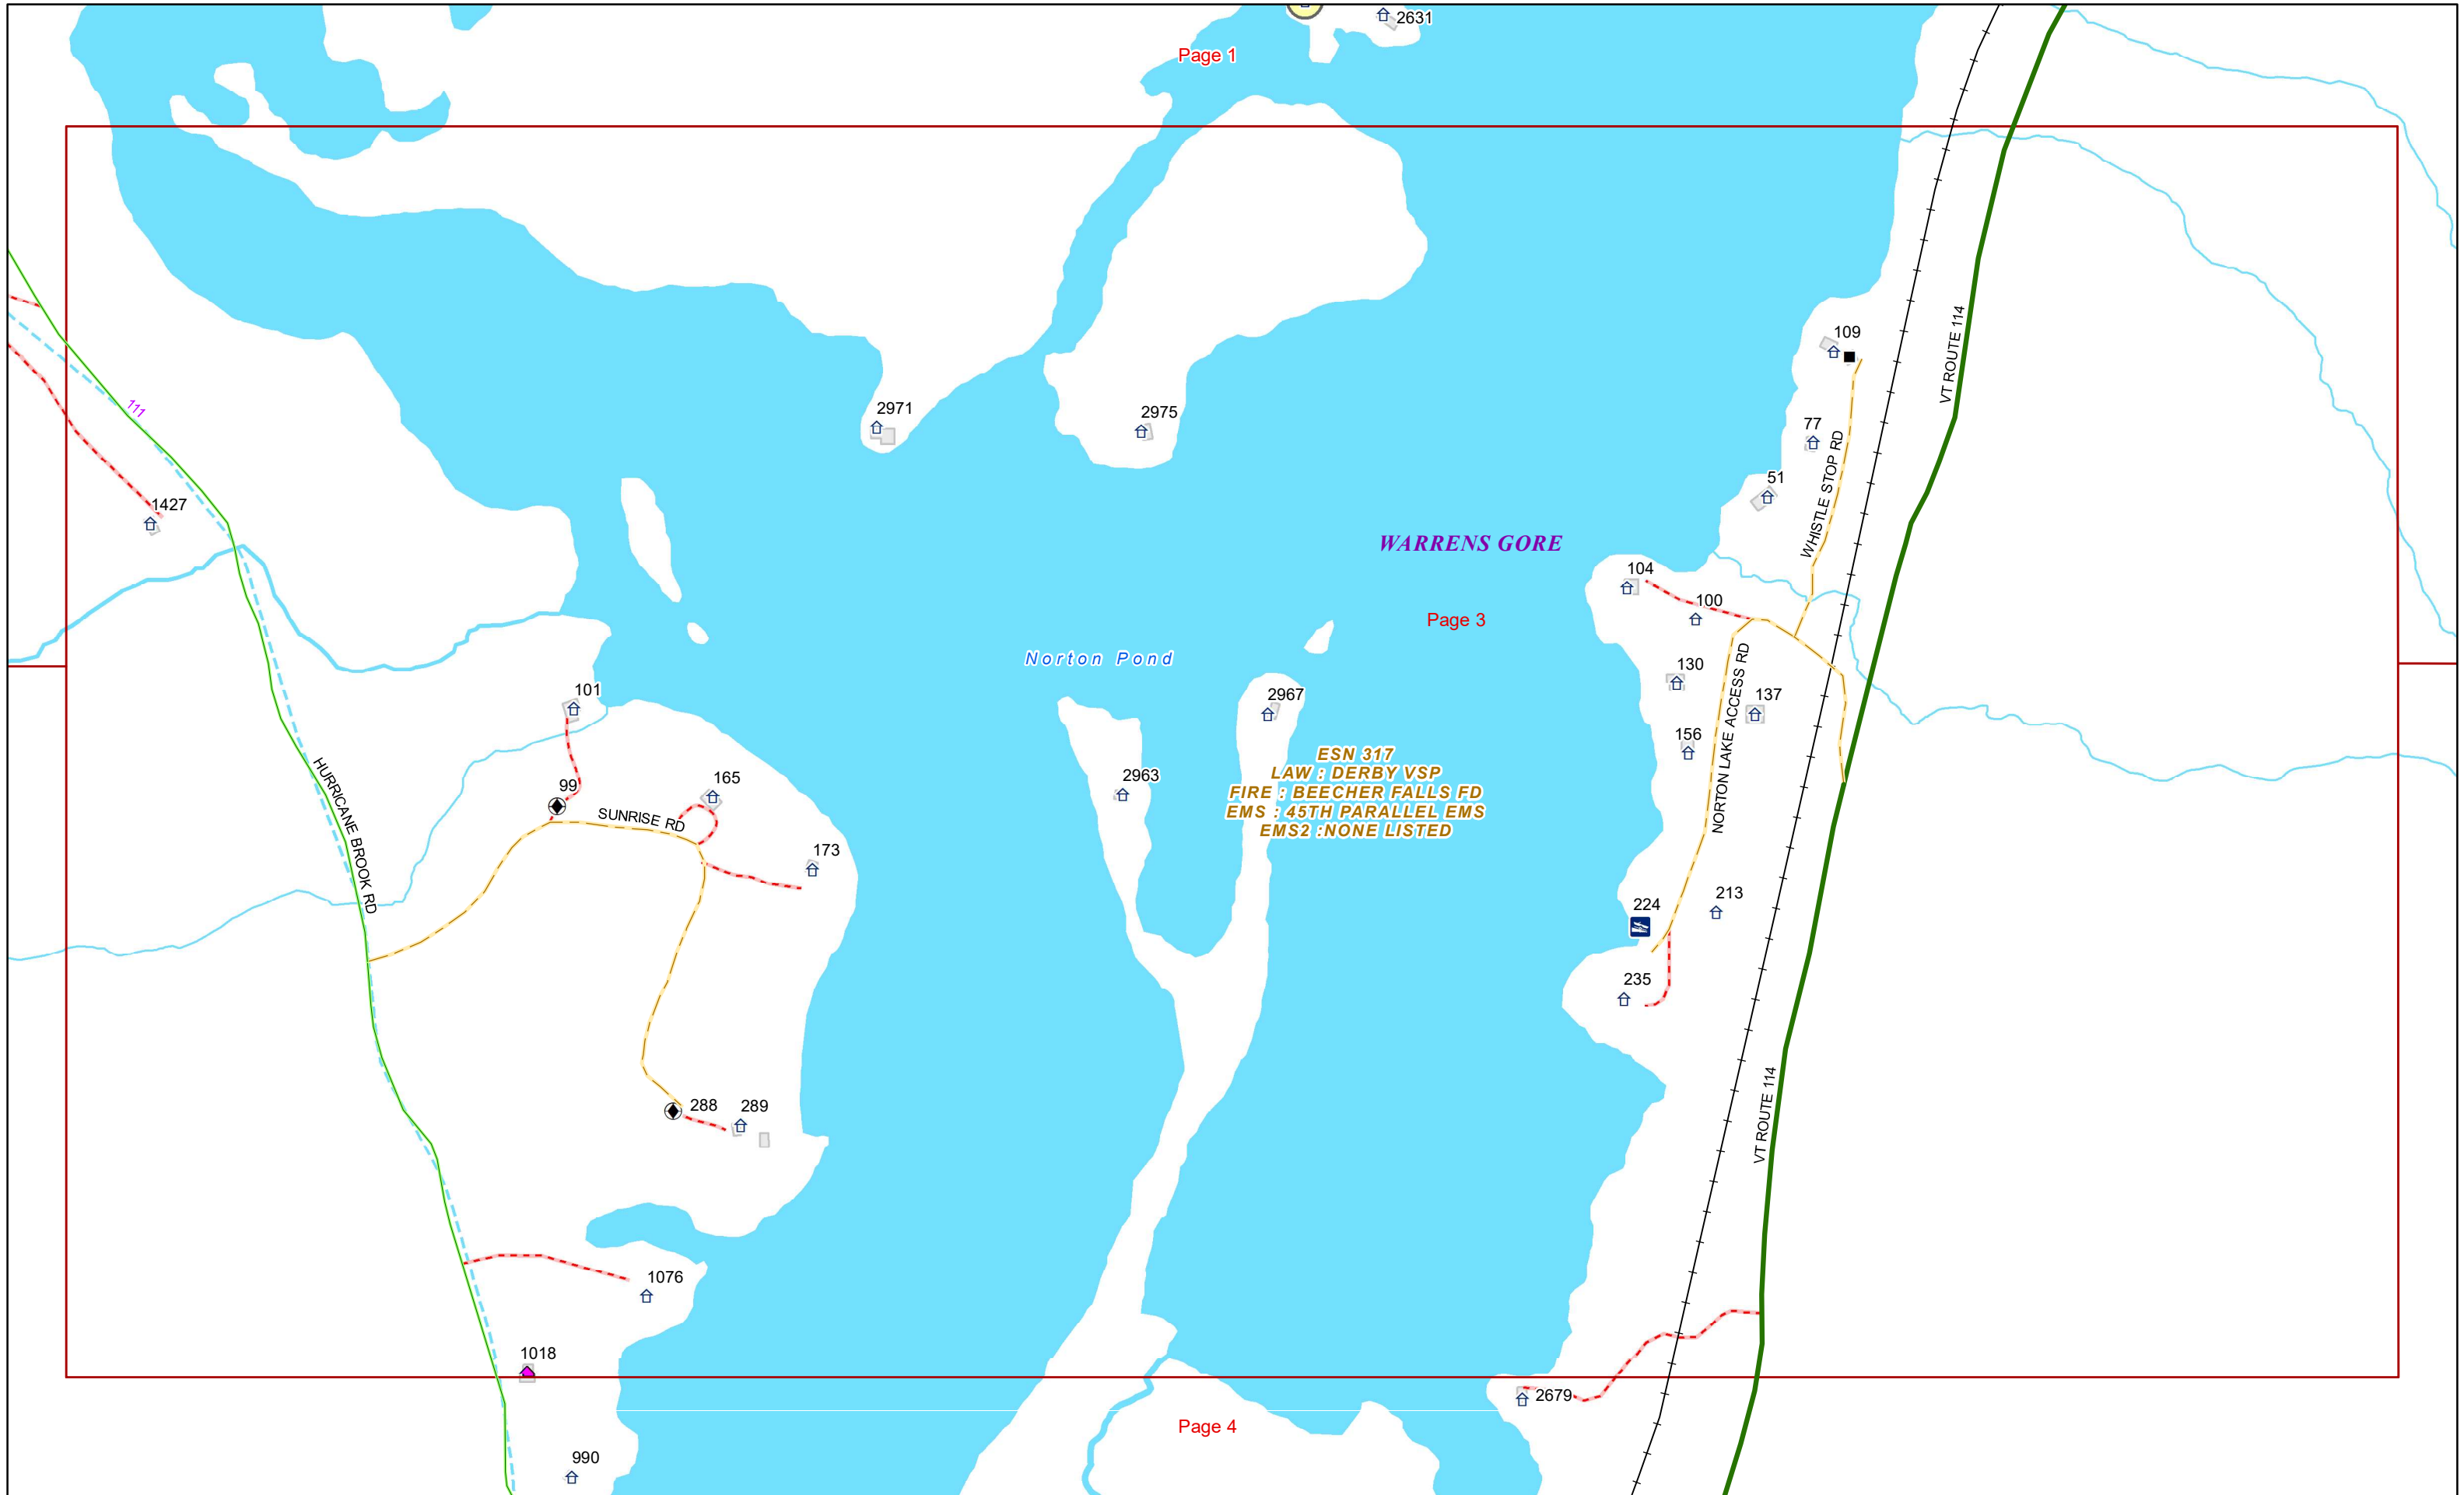 2631
Page 1
109
VT ROUTE 114
111
2971
2975
77
WHISTLE STOP RD
51
1427
WARRENS GORE
104
100
Page 3
Norton Pond
130
NORTON LAKE ACCESS RD
137
101
2967
156
ESN 317
LAW : DERBY VSP
FIRE : BEECHER FALLS FD
EMS : 45TH PARALLEL EMS
EMS2 :NONE LISTED
HURRICANE BROOK RD
99
165
2963
SUNRISE RD
173
224
213
235
VT ROUTE 114
288
289
1076
1018
2679
Page 4
990